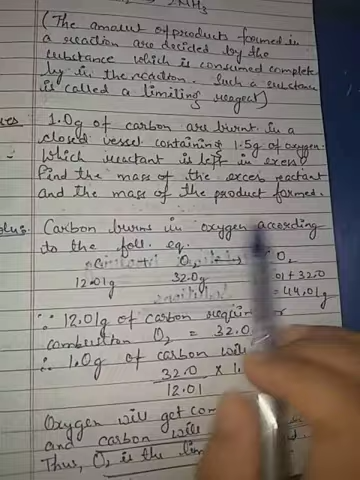 2NH3
(The amount of products formed in
a reaction are decided by the
substance which is consumed complete
by in the reaction. Such a substance
is called a limiting reagent)
1.0g of carbon are burnt in a
closed vessel containing 1.5g of oxygen.
Which reactant is left in excess
Find the mass of the excess reactant
and the mass of the product formed.
Carbon burns in oxygen according
to the foll. eq.
O2
12.01g 32.0g 01 + 32.0
= 44.01g
∵ 12.01g of carbon requir
combustion O2 = 32.0
∴ 1.0g of carbon will
32.0 × 1.
12.01
Oxygen will get com
and carbon will
Thus, O2 is the lim